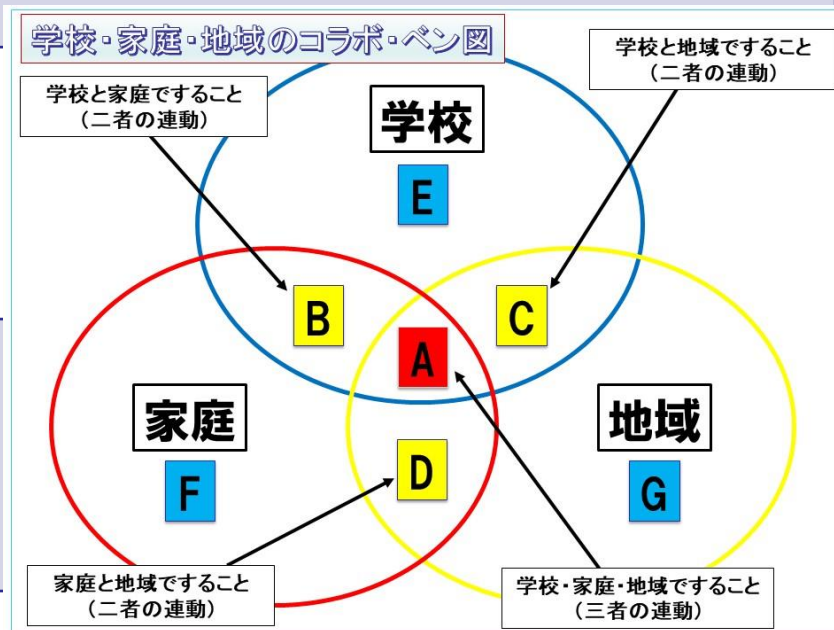 学校・家庭・地域のコラボ・ベン図
学校と地域ですること
（二者の連動）
学校と家庭ですること
（二者の連動）
学校
E
B
C
A
家庭
地域
D
F
G
家庭と地域ですること
（二者の連動）
学校・家庭・地域ですること
（三者の連動）